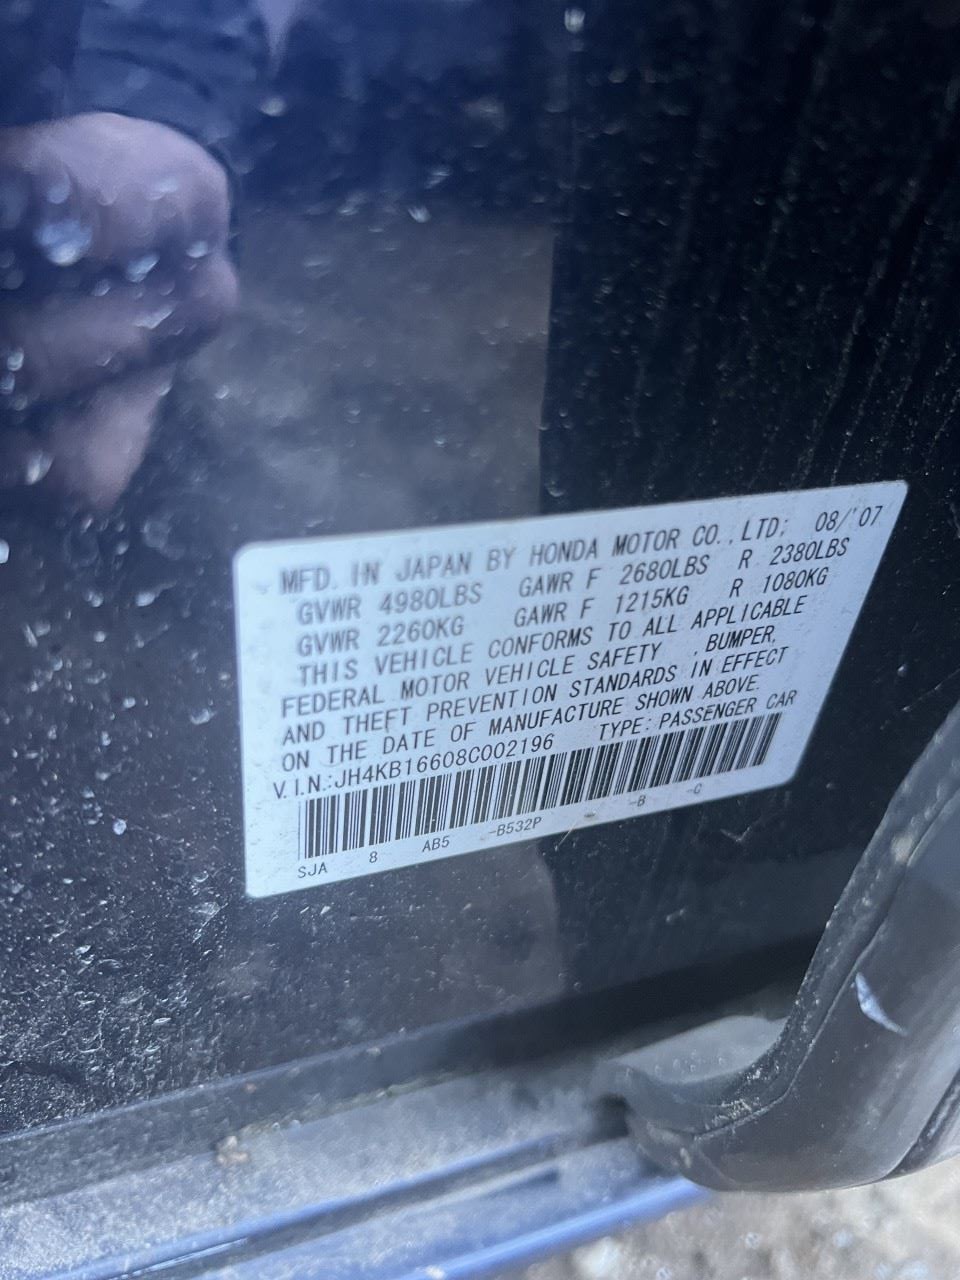 MFD. IN JAPAN BY HONDA MOTOR CO.,LTD; 08/'07
GVWR 4980LBS GAWR F 2680LBS R 2380LBS
GVWR 2260KG GAWR F 1215KG R 1080KG
THIS VEHICLE CONFORMS TO ALL APPLICABLE
FEDERAL MOTOR VEHICLE SAFETY , BUMPER,
AND THEFT PREVENTION STANDARDS IN EFFECT
ON THE DATE OF MANUFACTURE SHOWN ABOVE.
V.I.N.:JH4KB16608C002196 TYPE: PASSENGER CAR
SJA 8 AB5 -B532P - -B -C